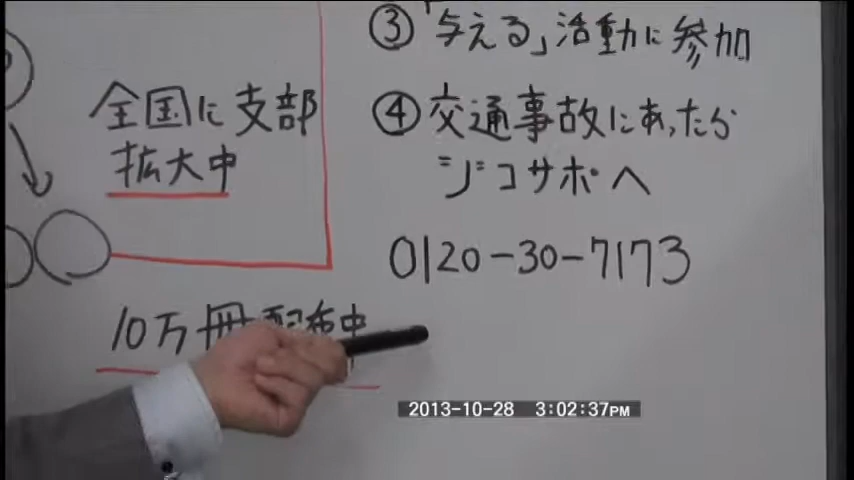 全国に支部
拡大中
10万冊配布中
③「与える」活動に参加
④交通事故にあったら
ジコサポへ
0120-30-7173
2013-10-28 3:02:37PM